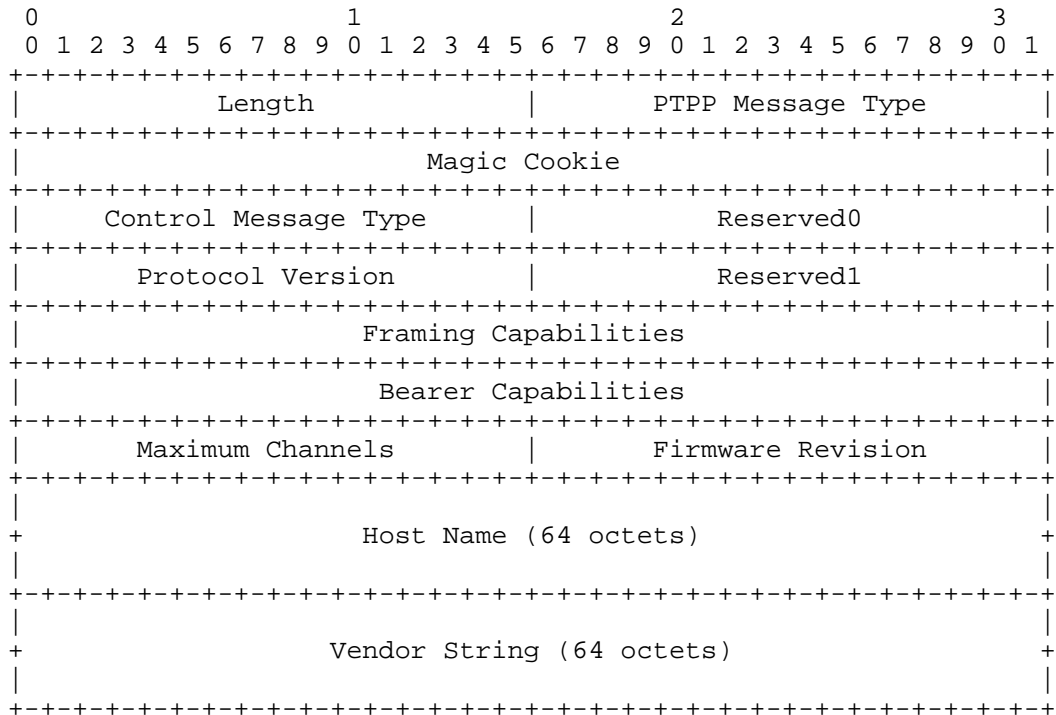 0                   1                   2                   3
 0 1 2 3 4 5 6 7 8 9 0 1 2 3 4 5 6 7 8 9 0 1 2 3 4 5 6 7 8 9 0 1
+-+-+-+-+-+-+-+-+-+-+-+-+-+-+-+-+-+-+-+-+-+-+-+-+-+-+-+-+-+-+-+-+
|            Length             |       PTPP Message Type       |
+-+-+-+-+-+-+-+-+-+-+-+-+-+-+-+-+-+-+-+-+-+-+-+-+-+-+-+-+-+-+-+-+
|                         Magic Cookie                          |
+-+-+-+-+-+-+-+-+-+-+-+-+-+-+-+-+-+-+-+-+-+-+-+-+-+-+-+-+-+-+-+-+
|     Control Message Type      |           Reserved0           |
+-+-+-+-+-+-+-+-+-+-+-+-+-+-+-+-+-+-+-+-+-+-+-+-+-+-+-+-+-+-+-+-+
|       Protocol Version        |           Reserved1           |
+-+-+-+-+-+-+-+-+-+-+-+-+-+-+-+-+-+-+-+-+-+-+-+-+-+-+-+-+-+-+-+-+
|                     Framing Capabilities                      |
+-+-+-+-+-+-+-+-+-+-+-+-+-+-+-+-+-+-+-+-+-+-+-+-+-+-+-+-+-+-+-+-+
|                      Bearer Capabilities                      |
+-+-+-+-+-+-+-+-+-+-+-+-+-+-+-+-+-+-+-+-+-+-+-+-+-+-+-+-+-+-+-+-+
|       Maximum Channels        |       Firmware Revision       |
+-+-+-+-+-+-+-+-+-+-+-+-+-+-+-+-+-+-+-+-+-+-+-+-+-+-+-+-+-+-+-+-+
|                                                               |
+                     Host Name (64 octets)                     +
|                                                               |
+-+-+-+-+-+-+-+-+-+-+-+-+-+-+-+-+-+-+-+-+-+-+-+-+-+-+-+-+-+-+-+-+
|                                                               |
+                   Vendor String (64 octets)                   +
|                                                               |
+-+-+-+-+-+-+-+-+-+-+-+-+-+-+-+-+-+-+-+-+-+-+-+-+-+-+-+-+-+-+-+-+